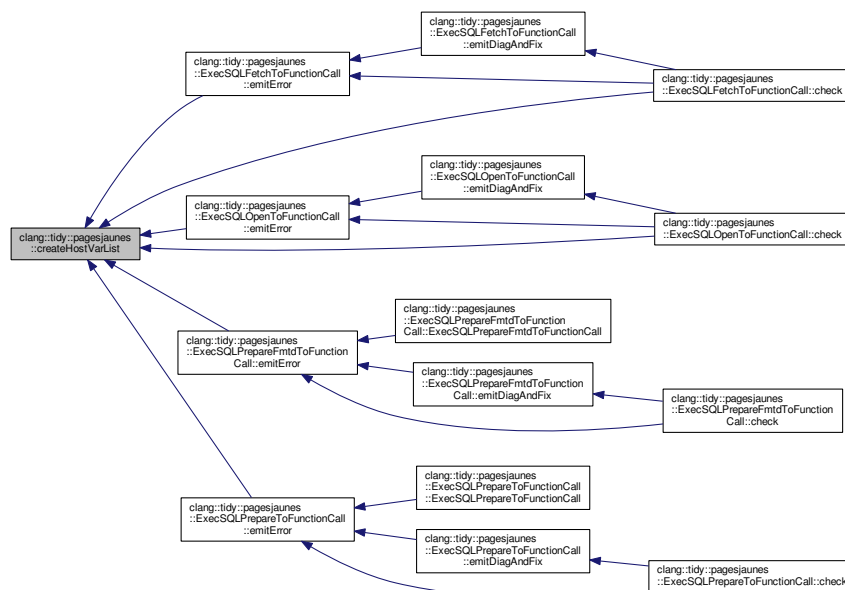 clang::tidy::pagesjaunes
::ExecSQLFetchToFunctionCall
::emitDiagAndFix
clang::tidy::pagesjaunes
::ExecSQLFetchToFunctionCall
::emitError
clang::tidy::pagesjaunes
::ExecSQLFetchToFunctionCall::check
clang::tidy::pagesjaunes
::ExecSQLOpenToFunctionCall
::emitDiagAndFix
clang::tidy::pagesjaunes
::ExecSQLOpenToFunctionCall
::emitError
clang::tidy::pagesjaunes
::ExecSQLOpenToFunctionCall::check
clang::tidy::pagesjaunes
::createHostVarList
clang::tidy::pagesjaunes
::ExecSQLPrepareFmtdToFunction
Call::ExecSQLPrepareFmtdToFunctionCall
clang::tidy::pagesjaunes
::ExecSQLPrepareFmtdToFunction
Call::emitError
clang::tidy::pagesjaunes
::ExecSQLPrepareFmtdToFunction
Call::emitDiagAndFix
clang::tidy::pagesjaunes
::ExecSQLPrepareFmtdToFunction
Call::check
clang::tidy::pagesjaunes
::ExecSQLPrepareToFunctionCall
::ExecSQLPrepareToFunctionCall
clang::tidy::pagesjaunes
::ExecSQLPrepareToFunctionCall
::emitError
clang::tidy::pagesjaunes
::ExecSQLPrepareToFunctionCall
::emitDiagAndFix
clang::tidy::pagesjaunes
::ExecSQLPrepareToFunctionCall::check